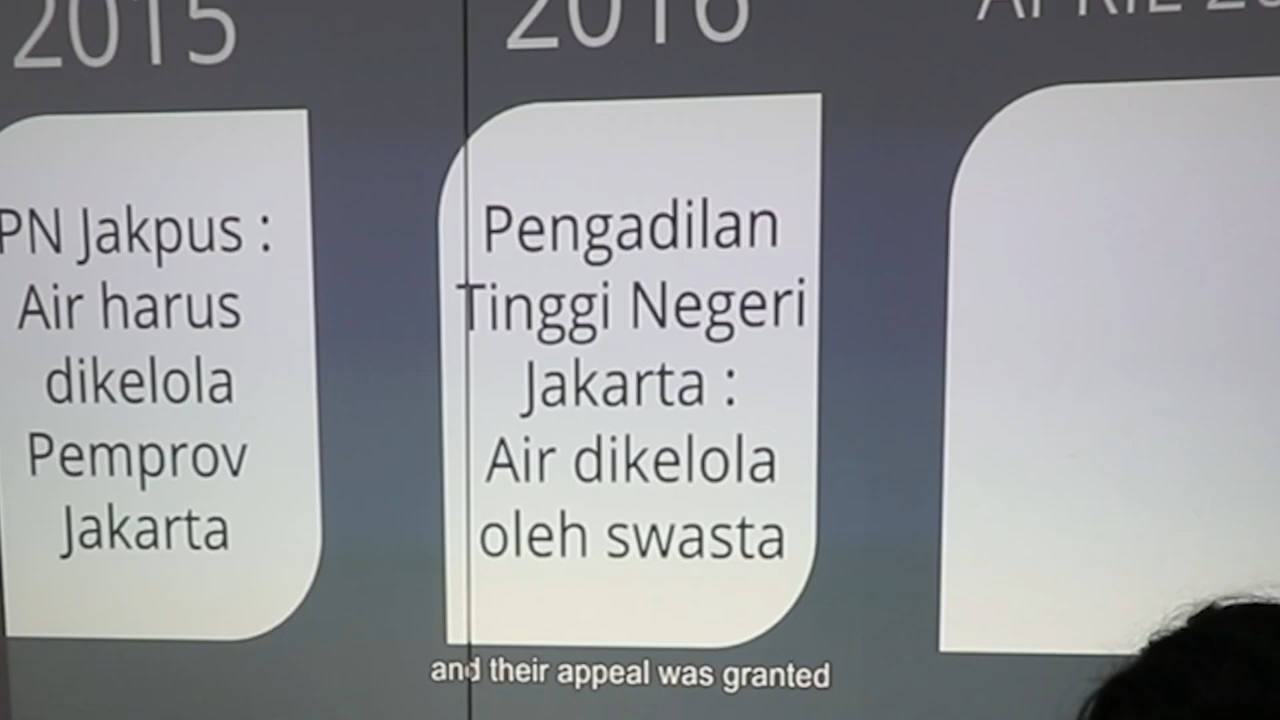 2015
PN Jakpus :
Air harus
dikelola
Pemprov
Jakarta
2016
Pengadilan
Tinggi Negeri
Jakarta :
Air dikelola
oleh swasta
APRIL
and their appeal was granted